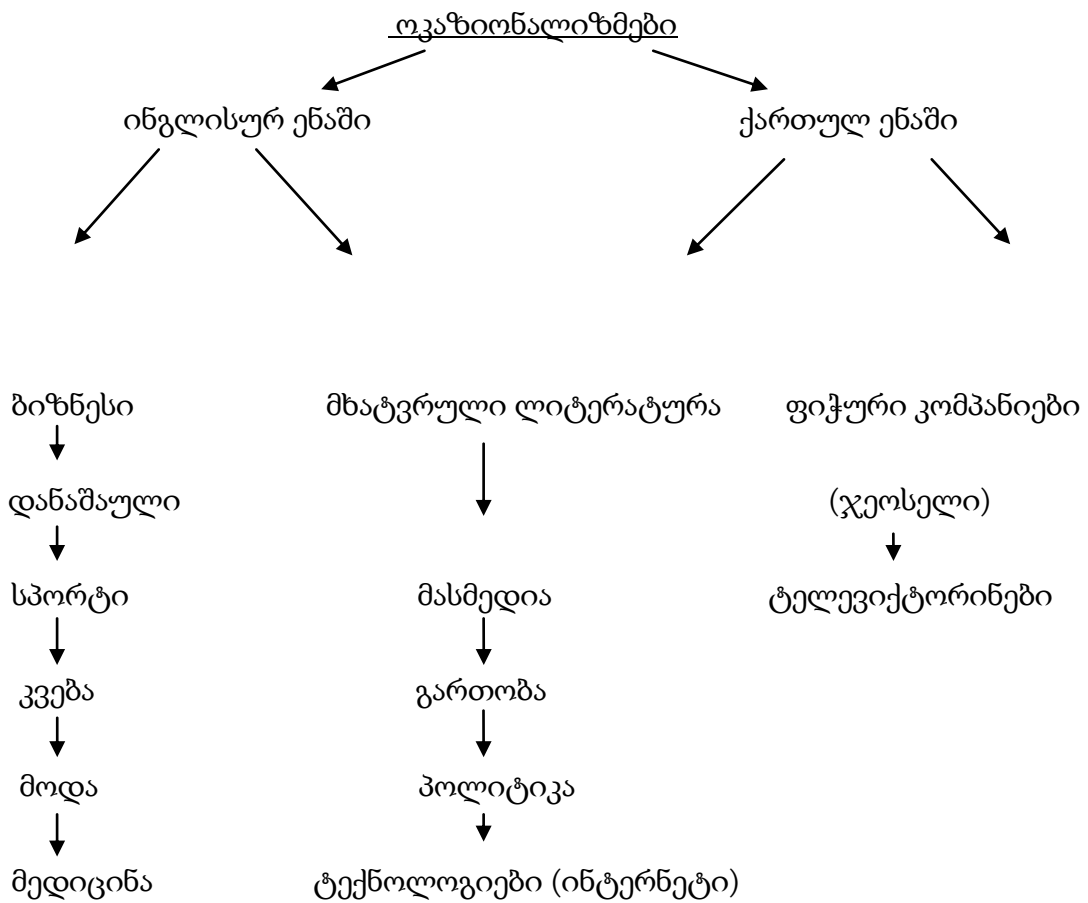 ოკაზიონალიზმები
ინგლისურ ენაში ქართულ ენაში
ბიზნესი მხატვრული ლიტერატურა ფიჭური კომპანიები
დანაშაული (ჯეოსელი)
სპორტი მასმედია ტელევიქტორინები
კვება გართობა
მოდა პოლიტიკა
მედიცინა ტექნოლოგიები (ინტერნეტი)